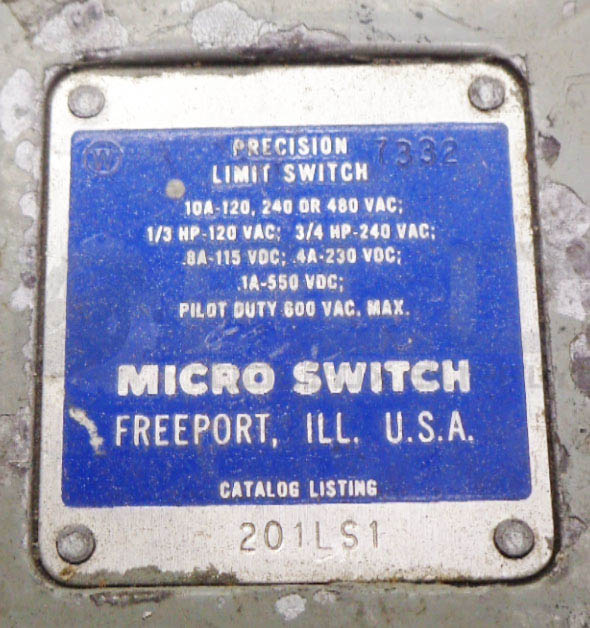 W PRECISION 7332
LIMIT SWITCH
10A-120, 240 OR 480 VAC;
1/3 HP-120 VAC; 3/4 HP-240 VAC;
.8A-115 VDC; .4A-230 VDC;
.1A-550 VDC;
PILOT DUTY 600 VAC. MAX.
MICRO SWITCH
FREEPORT, ILL. U.S.A.
CATALOG LISTING
201LS1